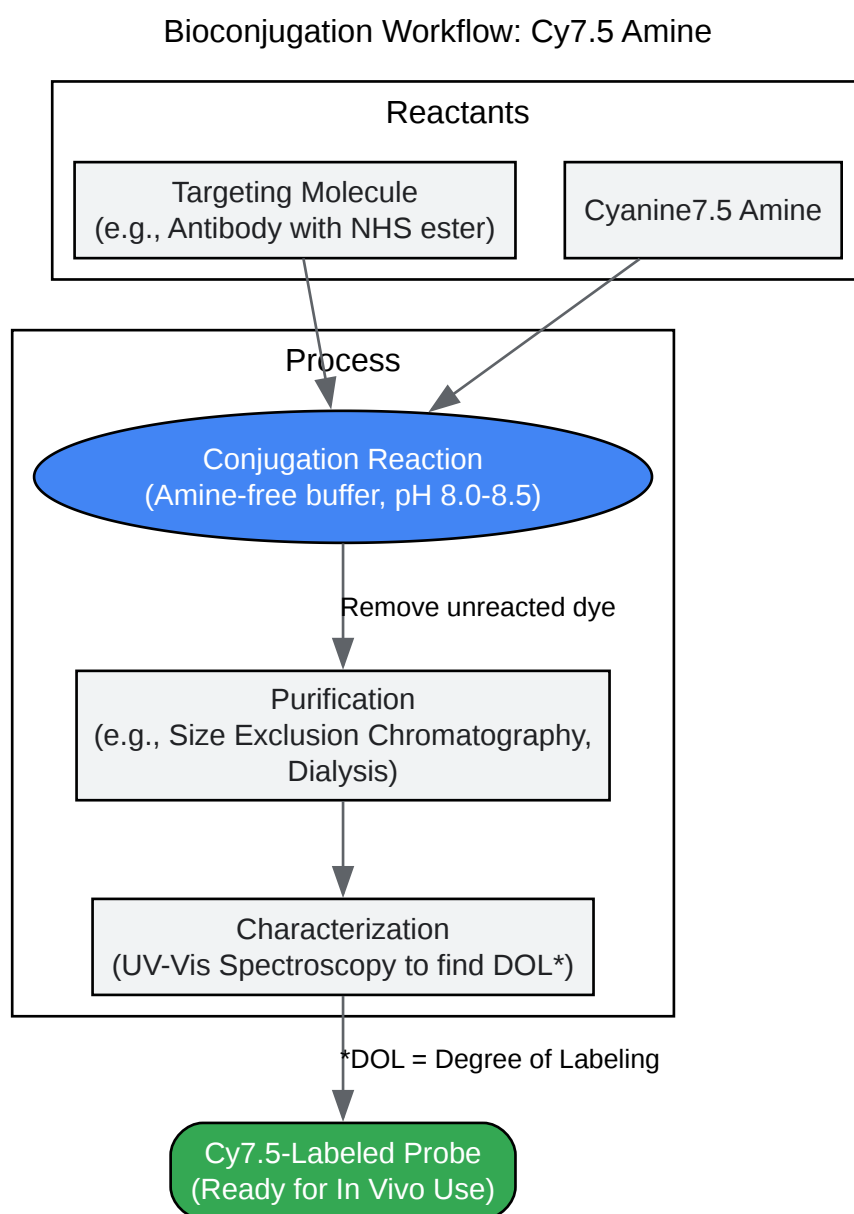 Bioconjugation Workflow: Cy7.5 Amine
Reactants
Targeting Molecule
(e.g., Antibody with NHS ester)
Cyanine7.5 Amine
Process
Conjugation Reaction
(Amine-free buffer, pH 8.0-8.5)
Remove unreacted dye
Purification
(e.g., Size Exclusion Chromatography,
Dialysis)
Characterization
(UV-Vis Spectroscopy to find DOL*)
*DOL = Degree of Labeling
Cy7.5-Labeled Probe
(Ready for In Vivo Use)